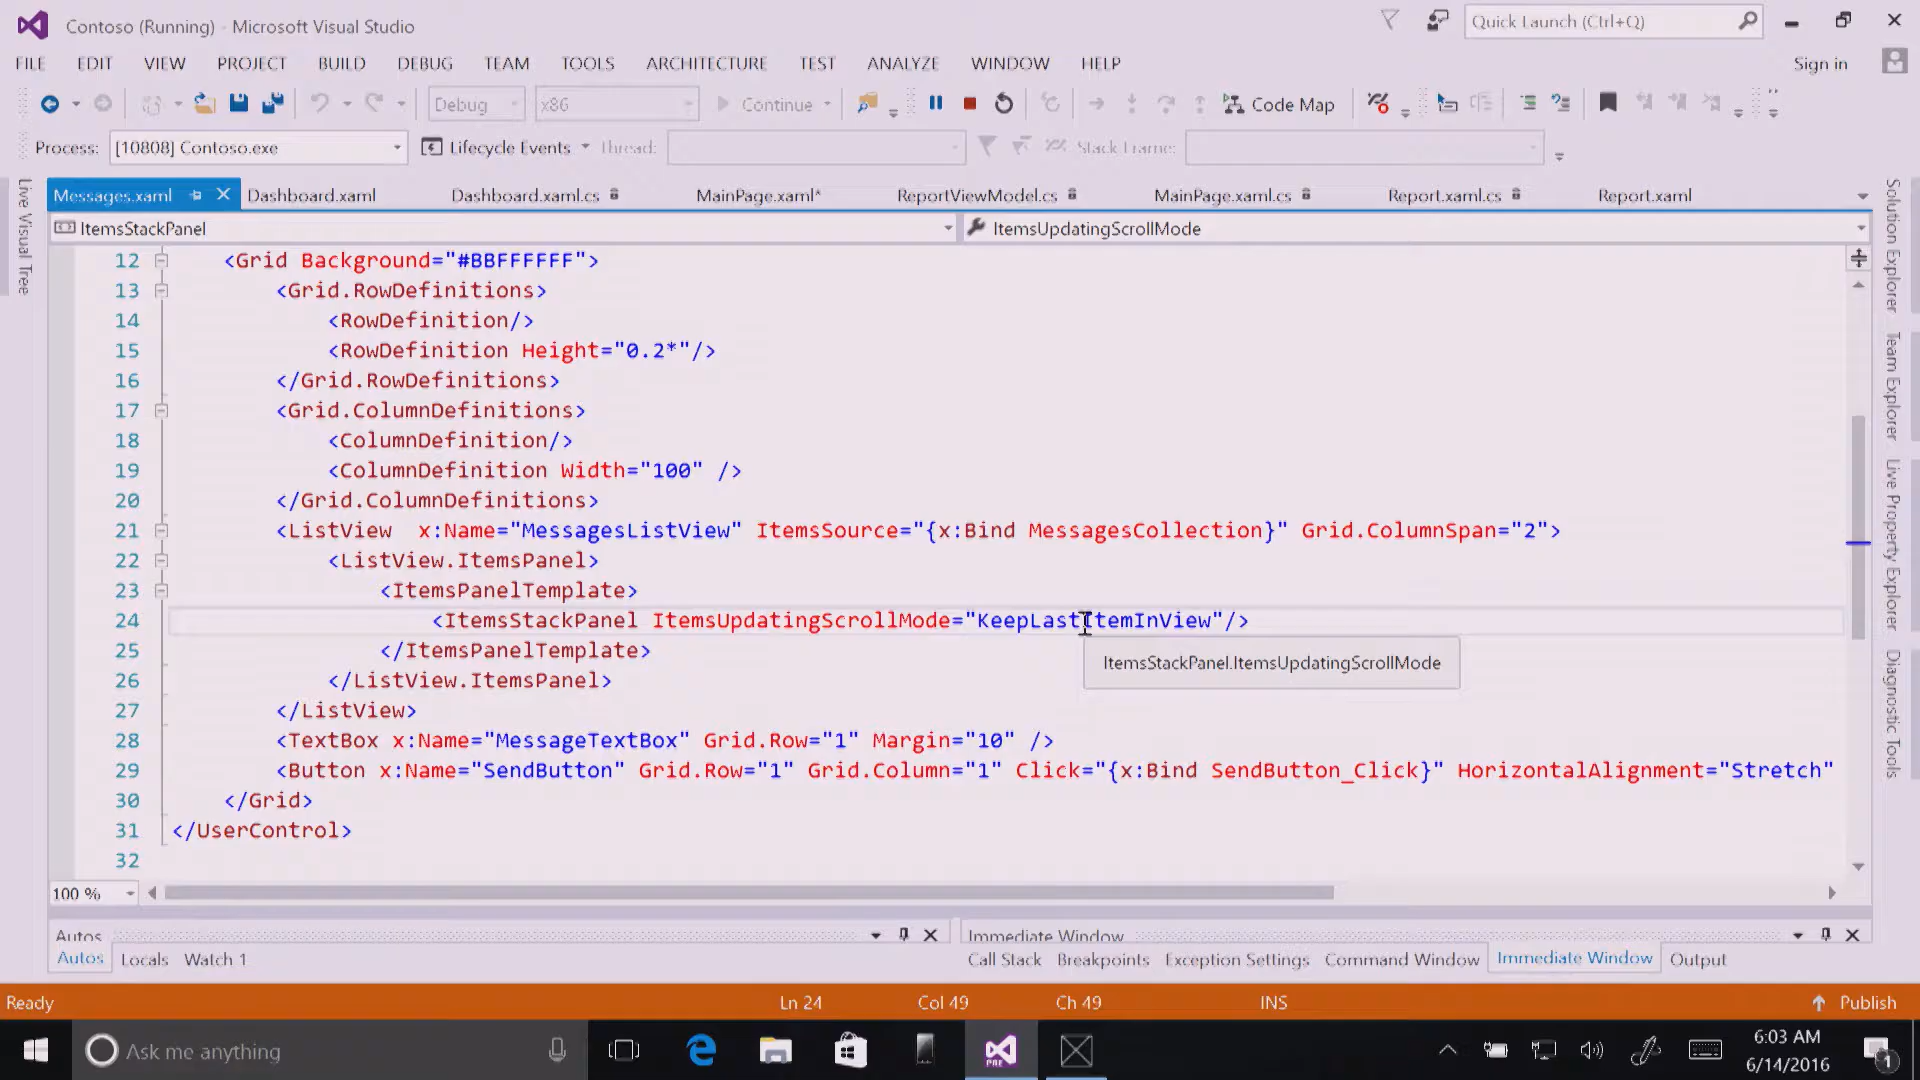 Contoso (Running) - Microsoft Visual Studio
Quick Launch (Ctrl+Q)
FILE EDIT VIEW PROJECT BUILD DEBUG TEAM TOOLS ARCHITECTURE TEST ANALYZE WINDOW HELP
Sign in
Debug x86 Continue Code Map
Process: [10808] Contoso.exe Lifecycle Events Thread: Stack Frame:
Messages.xaml Dashboard.xaml Dashboard.xaml.cs MainPage.xaml* ReportViewModel.cs MainPage.xaml.cs Report.xaml.cs Report.xaml
ItemsStackPanel ItemsUpdatingScrollMode
12 <Grid Background="#BBFFFFFF">
13 <Grid.RowDefinitions>
14 <RowDefinition/>
15 <RowDefinition Height="0.2*"/>
16 </Grid.RowDefinitions>
17 <Grid.ColumnDefinitions>
18 <ColumnDefinition/>
19 <ColumnDefinition Width="100" />
20 </Grid.ColumnDefinitions>
21 <ListView  x:Name="MessagesListView" ItemsSource="{x:Bind MessagesCollection}" Grid.ColumnSpan="2">
22 <ListView.ItemsPanel>
23 <ItemsPanelTemplate>
24 <ItemsStackPanel ItemsUpdatingScrollMode="KeepLastItemInView"/>
25 </ItemsPanelTemplate>
ItemsStackPanel.ItemsUpdatingScrollMode
26 </ListView.ItemsPanel>
27 </ListView>
28 <TextBox x:Name="MessageTextBox" Grid.Row="1" Margin="10" />
29 <Button x:Name="SendButton" Grid.Row="1" Grid.Column="1" Click="{x:Bind SendButton_Click}" HorizontalAlignment="Stretch"
30 </Grid>
31 </UserControl>
32
100 %
Live Visual Tree
Solution Explorer
Team Explorer
Live Property Explorer
Diagnostic Tools
Autos
Immediate Window
Autos Locals Watch 1
Call Stack Breakpoints Exception Settings Command Window Immediate Window Output
Ready Ln 24 Col 49 Ch 49 INS Publish
Ask me anything
PRE
6:03 AM
6/14/2016
1